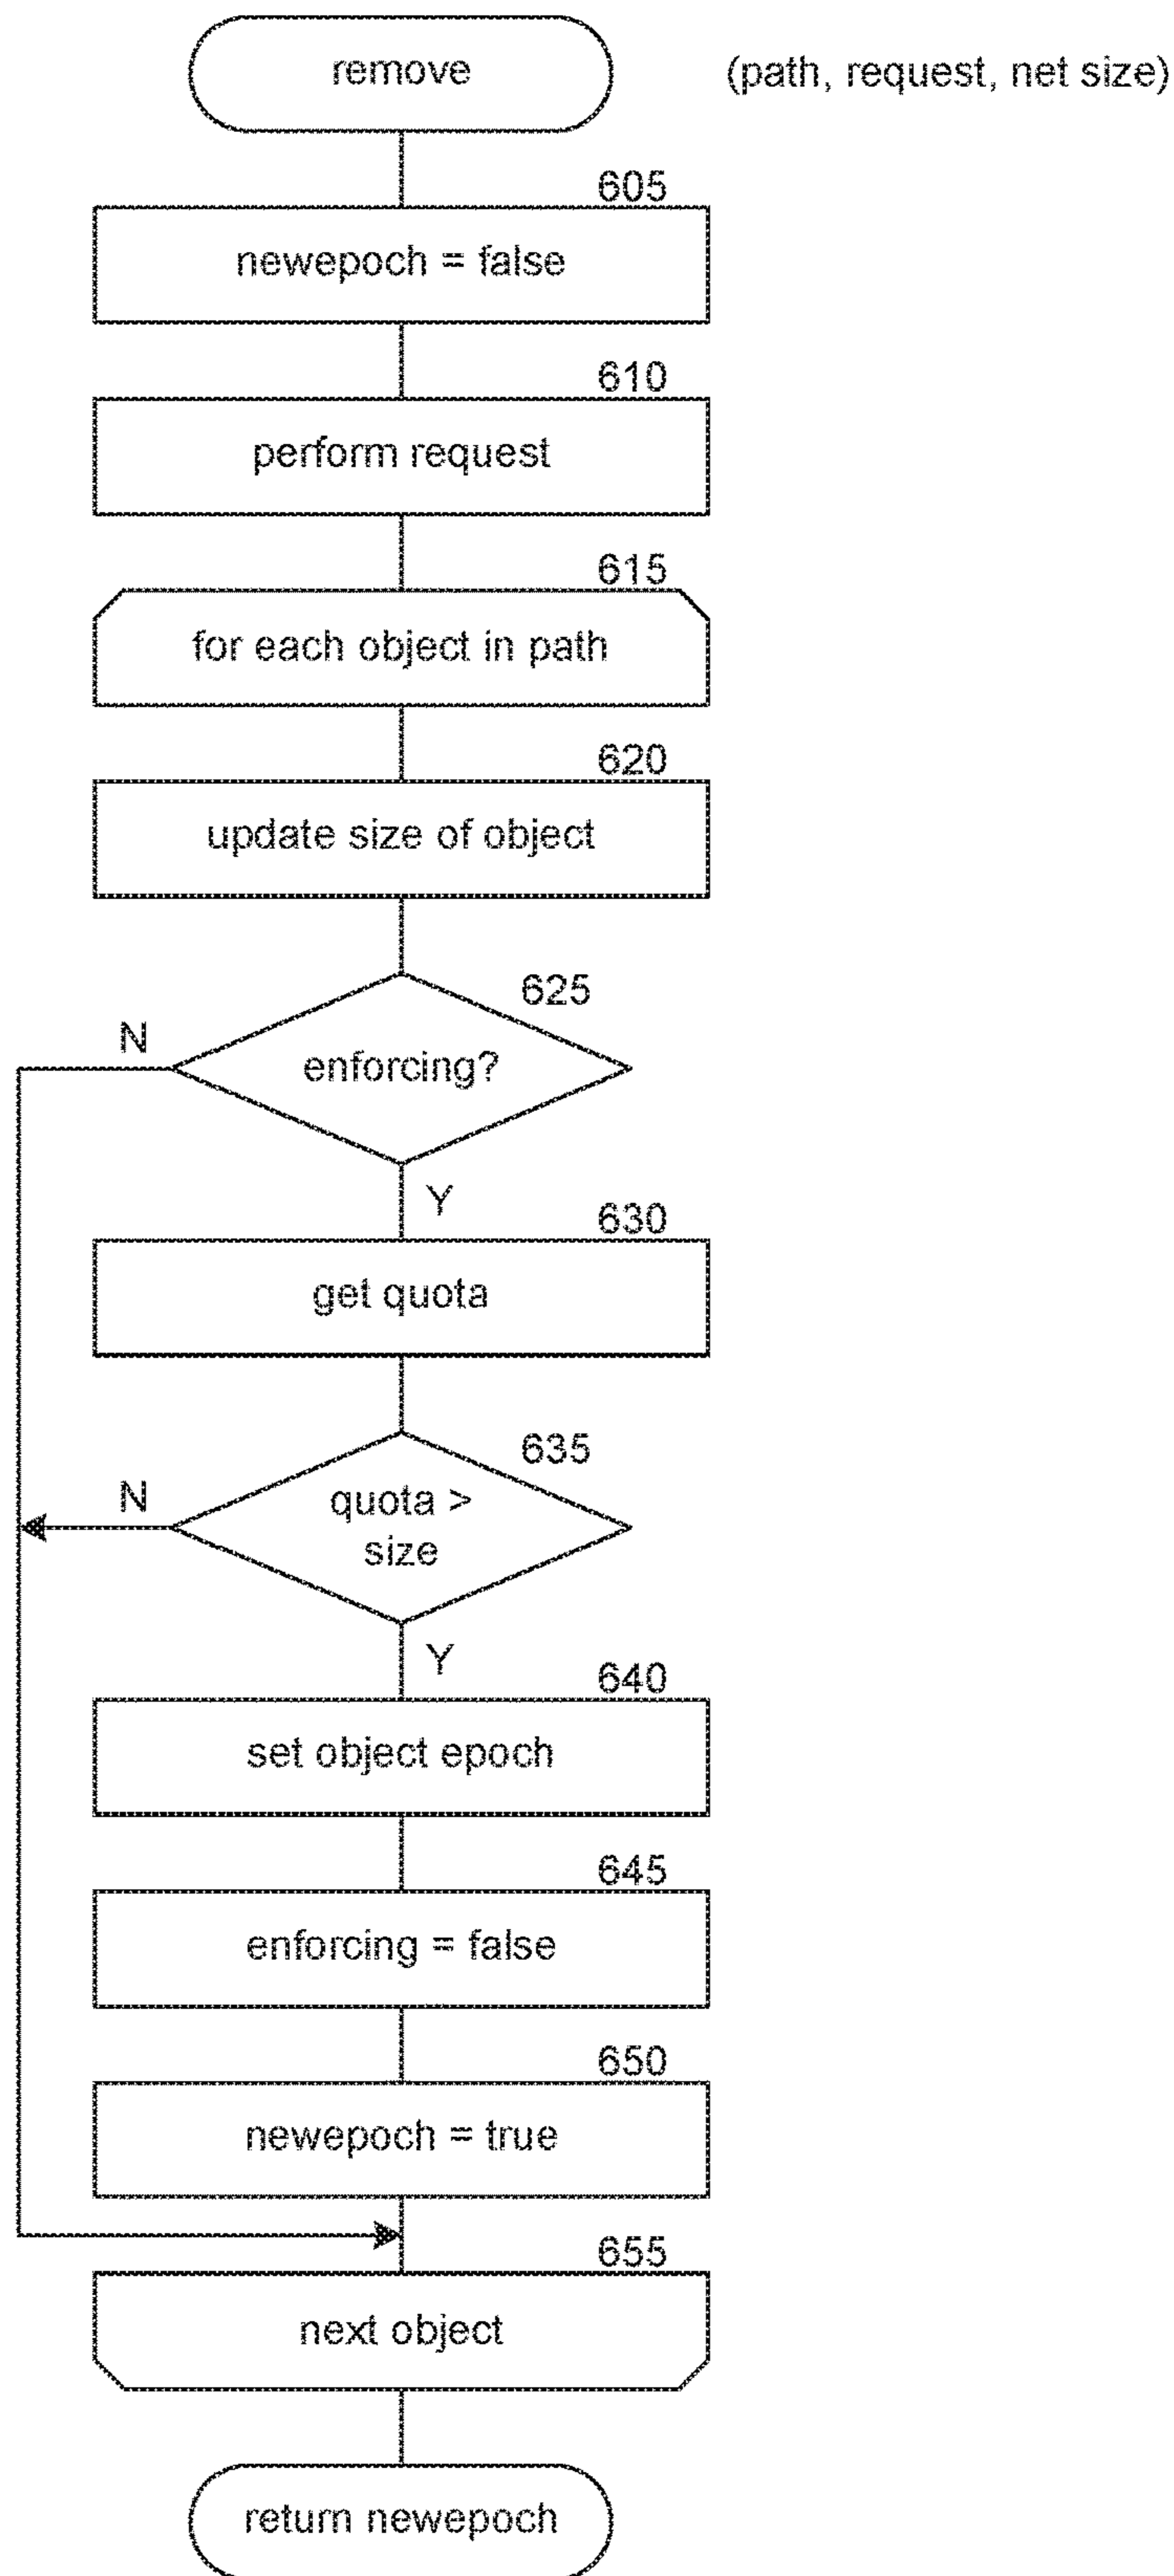 remove
(path, request, net size)
605
newepoch = false
610
perform request
615
for each object in path
620
update size of object
625
N
enforcing?
Y
630
get quota
635
N
quota >
size
Y
640
set object epoch
645
enforcing = false
650
newepoch = true
655
next object
return newepoch